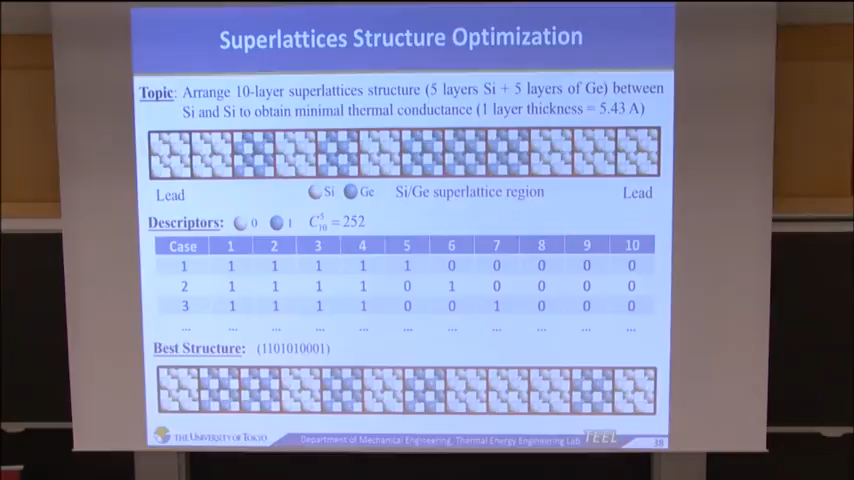 Superlattices Structure Optimization
Topic: Arrange 10-layer superlattices structure (5 layers Si + 5 layers of Ge) between
Si and Si to obtain minimal thermal conductance (1 layer thickness = 5.43 A)
Lead Si Ge Si/Ge superlattice region Lead
Descriptors: 0 1 C⁵₁₀ = 252
Case 1 2 3 4 5 6 7 8 9 10
1 1 1 1 1 1 0 0 0 0 0
2 1 1 1 1 0 1 0 0 0 0
3 1 1 1 1 0 0 1 0 0 0
... ... ... ... ... ... ... ... ... ... ...
Best Structure: (1101010001)
THE UNIVERSITY OF TOKYO Department of Mechanical Engineering, Thermal Energy Engineering Lab TEEL 38